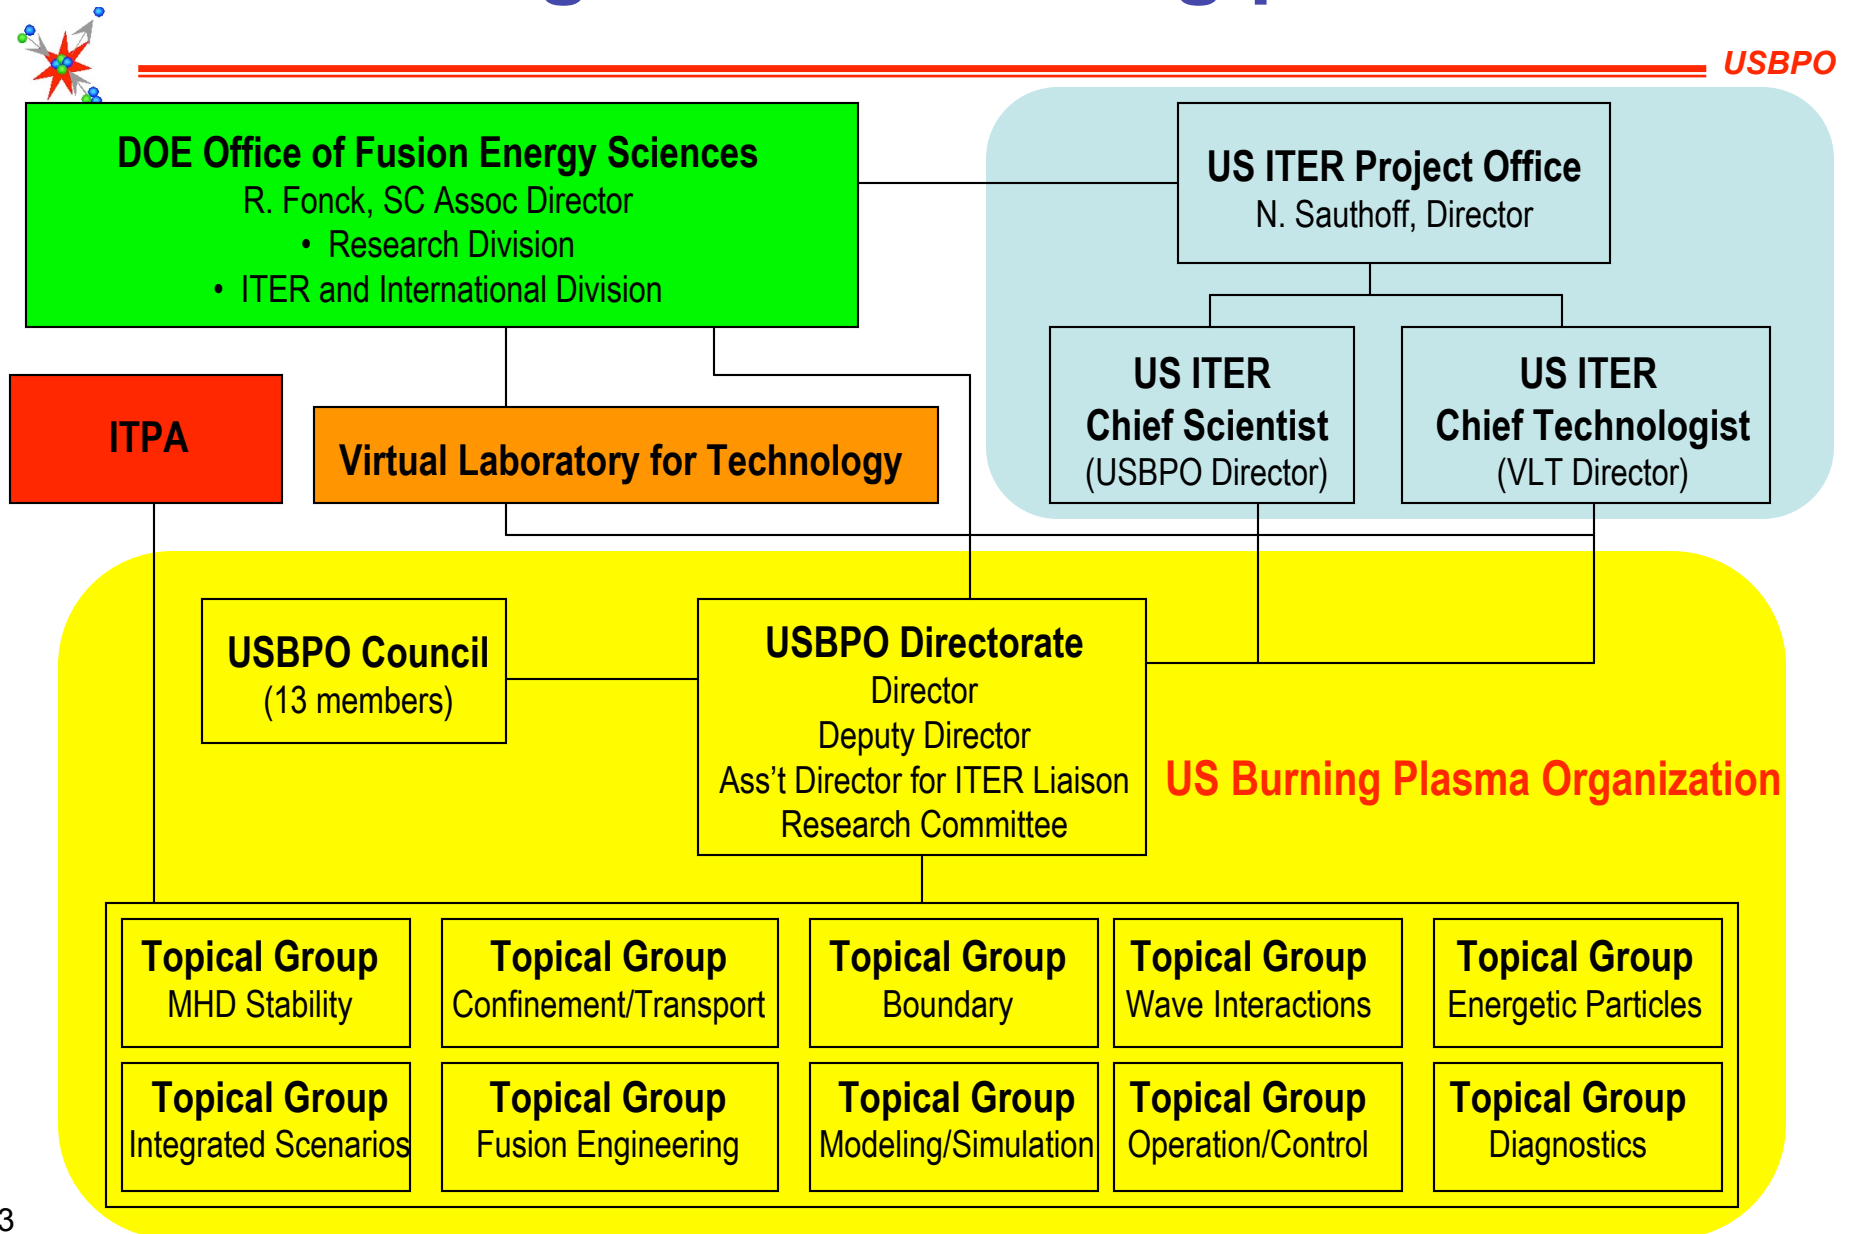 USBPO
DOE Office of Fusion Energy Sciences
R. Fonck, SC Assoc Director
• Research Division
• ITER and International Division
US ITER Project Office
N. Sauthoff, Director
US ITER
Chief Scientist
(USBPO Director)
US ITER
Chief Technologist
(VLT Director)
ITPA
Virtual Laboratory for Technology
USBPO Council
(13 members)
USBPO Directorate
Director
Deputy Director
Ass't Director for ITER Liaison
Research Committee
US Burning Plasma Organization
Topical Group
MHD Stability
Topical Group
Confinement/Transport
Topical Group
Boundary
Topical Group
Wave Interactions
Topical Group
Energetic Particles
Topical Group
Integrated Scenarios
Topical Group
Fusion Engineering
Topical Group
Modeling/Simulation
Topical Group
Operation/Control
Topical Group
Diagnostics
3